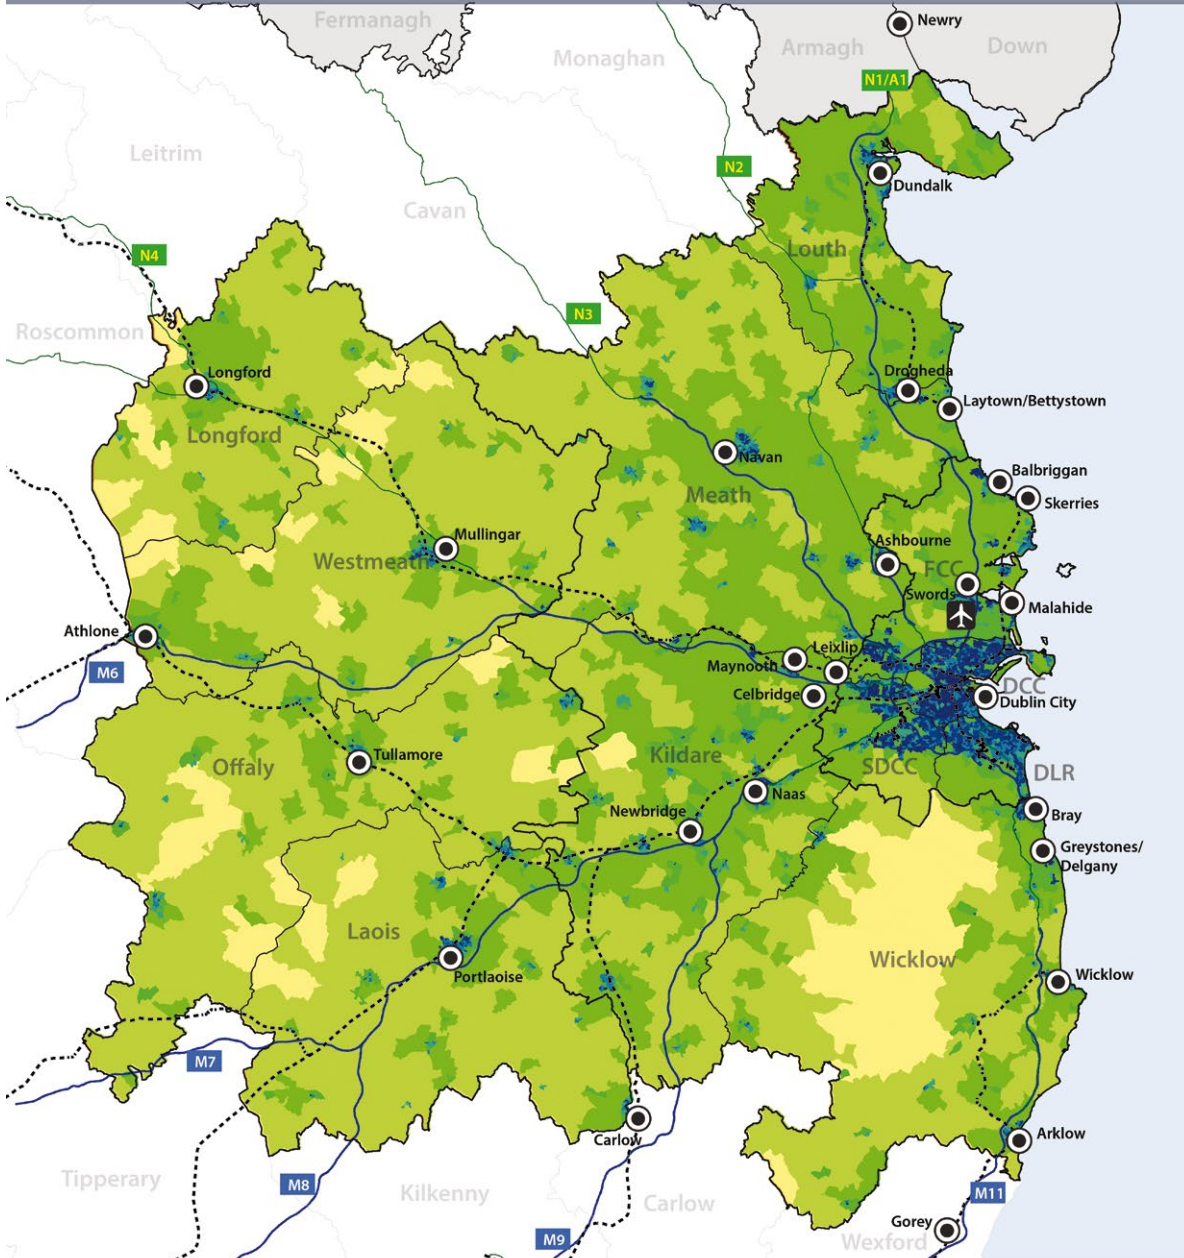 Fermanagh
Newry
Armagh
Down
Monaghan
N1/A1
Leitrim
N2
Dundalk
Cavan
Louth
N4
N3
Roscommon
Longford
Drogheda
Laytown/Bettystown
Longford
Navan
Balbriggan
Meath
Skerries
Mullingar
Ashbourne
Westmeath
FCC
Swords
Malahide
Athlone
Leixlip
Maynooth
M6
DCC
Celbridge
Dublin City
Tullamore
Kildare
Offaly
SDCC
DLR
Naas
Newbridge
Bray
Greystones/
Delgany
Laois
Wicklow
Portlaoise
Wicklow
M7
Carlow
Arklow
Tipperary
M8
Kilkenny
Carlow
M11
Gorey
M9
Wexford